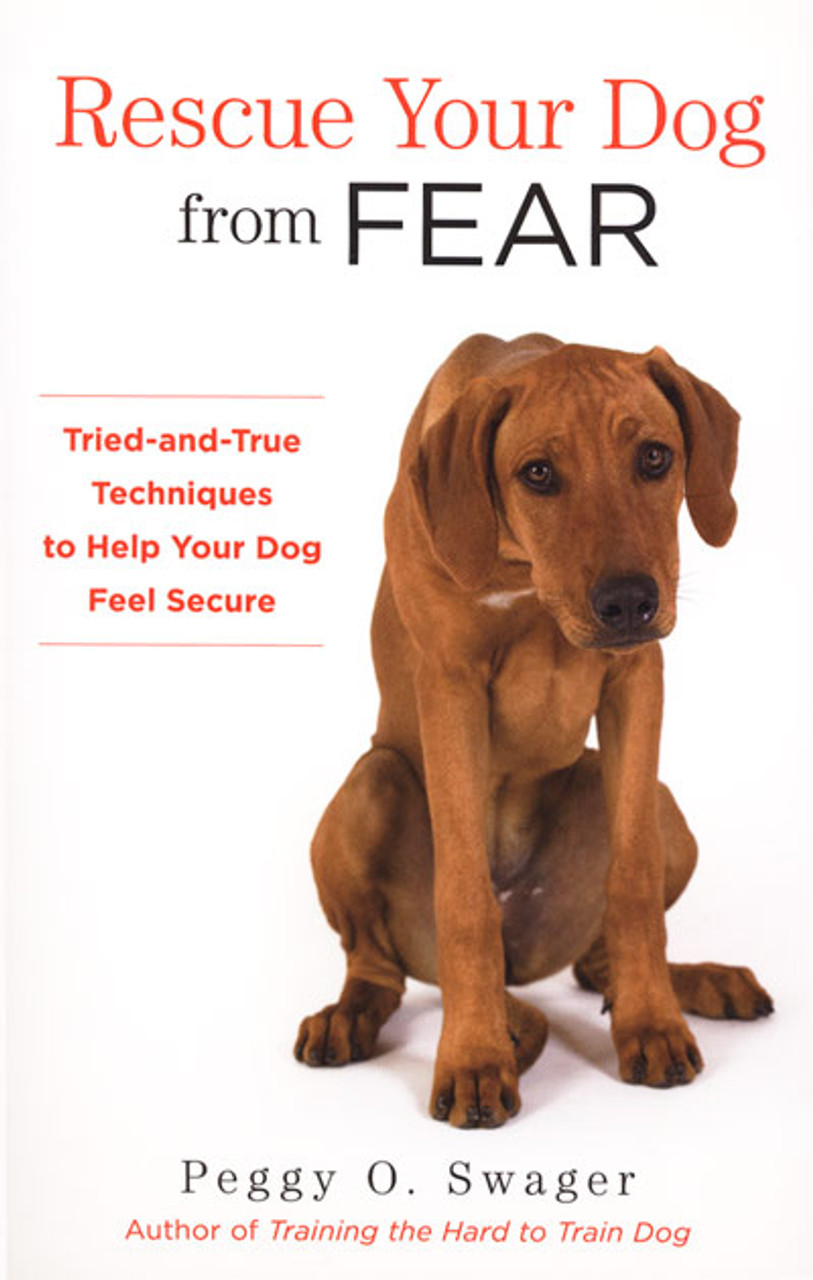 Rescue Your Dog
from FEAR
Tried-and-True
Techniques
to Help Your Dog
Feel Secure
Peggy O. Swager
Author of Training the Hard to Train Dog